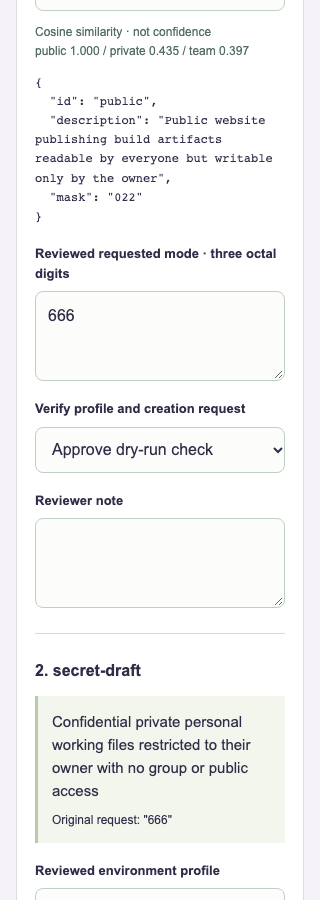 Cosine similarity · not confidence
public 1.000 / private 0.435 / team 0.397
{
  "id": "public",
  "description": "Public website
publishing build artifacts
readable by everyone but writable
only by the owner",
  "mask": "022"
}
Reviewed requested mode · three octal
digits
666
Verify profile and creation request
Approve dry-run check
Reviewer note
2. secret-draft
Confidential private personal
working files restricted to their
owner with no group or public
access
Original request: "666"
Reviewed environment profile